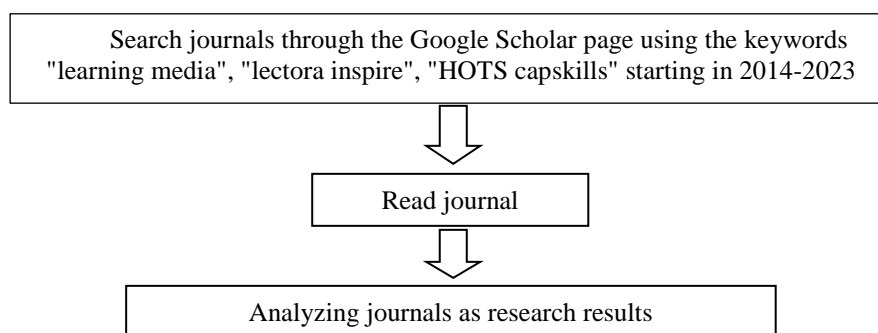 Search journals through the Google Scholar page using the keywords
"learning media", "lectora inspire", "HOTS capskills" starting in 2014-2023
Read journal
Analyzing journals as research results